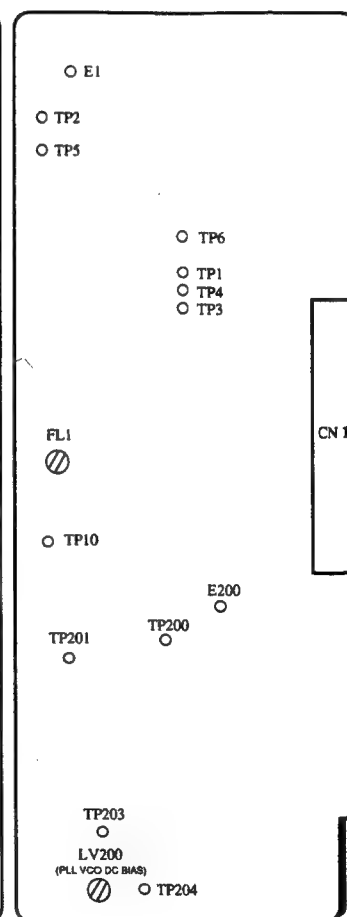 E1
TP2
TP5
TP6
TP1
TP4
TP3
CN 1
FL1
TP10
E200
TP200
TP201
TP203
LV200
(PLL VCO DC BIAS)
TP204